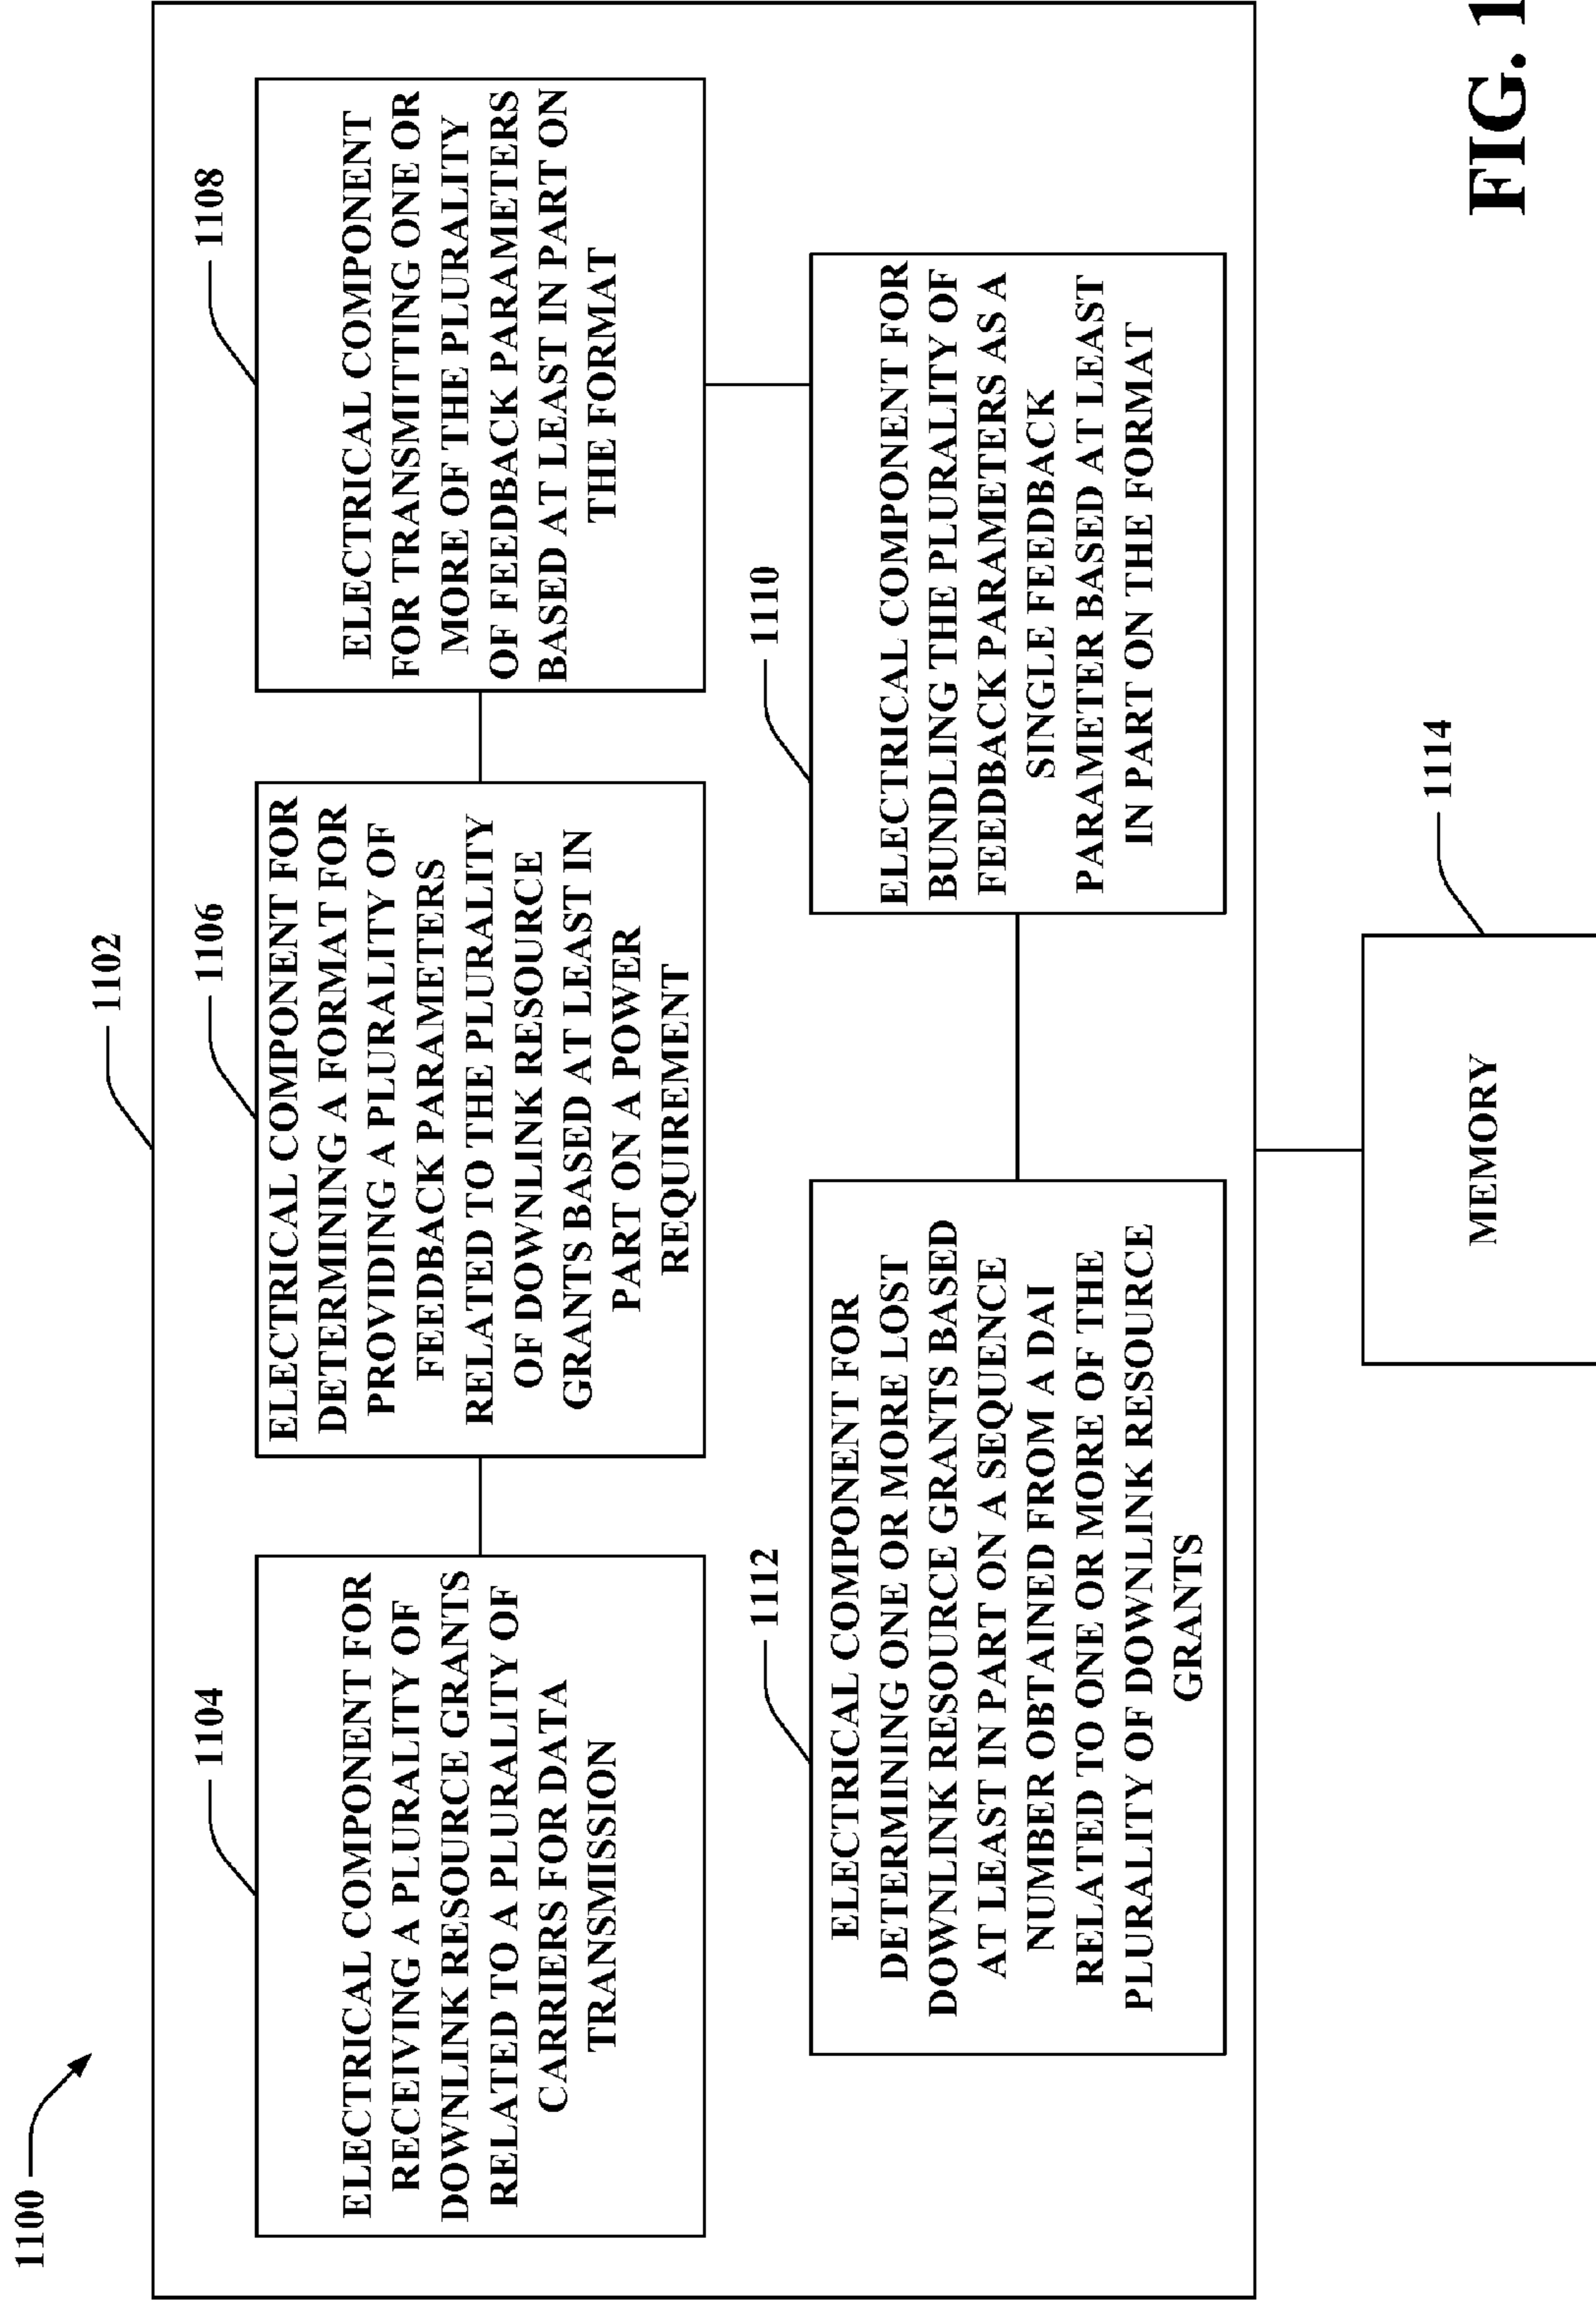 1100
1102
1104
ELECTRICAL COMPONENT FOR
RECEIVING A PLURALITY OF
DOWNLINK RESOURCE GRANTS
RELATED TO A PLURALITY OF
CARRIERS FOR DATA
TRANSMISSION
1106
ELECTRICAL COMPONENT FOR
DETERMINING A FORMAT FOR
PROVIDING A PLURALITY OF
FEEDBACK PARAMETERS
RELATED TO THE PLURALITY
OF DOWNLINK RESOURCE
GRANTS BASED AT LEAST IN
PART ON A POWER
REQUIREMENT
1108
ELECTRICAL COMPONENT
FOR TRANSMITTING ONE OR
MORE OF THE PLURALITY
OF FEEDBACK PARAMETERS
BASED AT LEAST IN PART ON
THE FORMAT
1112
ELECTRICAL COMPONENT FOR
DETERMINING ONE OR MORE LOST
DOWNLINK RESOURCE GRANTS BASED
AT LEAST IN PART ON A SEQUENCE
NUMBER OBTAINED FROM A DAI
RELATED TO ONE OR MORE OF THE
PLURALITY OF DOWNLINK RESOURCE
GRANTS
1110
ELECTRICAL COMPONENT FOR
BUNDLING THE PLURALITY OF
FEEDBACK PARAMETERS AS A
SINGLE FEEDBACK
PARAMETER BASED AT LEAST
IN PART ON THE FORMAT
1114
MEMORY
FIG. 1